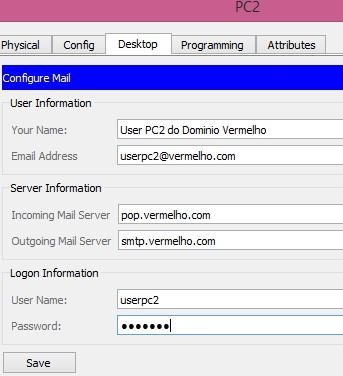 PC2
Physical Config Desktop Programming Attributes
Configure Mail
User Information
Your Name: User PC2 do Dominio Vermelho
Email Address userpc2@vermelho.com
Server Information
Incoming Mail Server pop.vermelho.com
Outgoing Mail Server smtp.vermelho.com
Logon Information
User Name: userpc2
Password: ●●●●●●●
Save